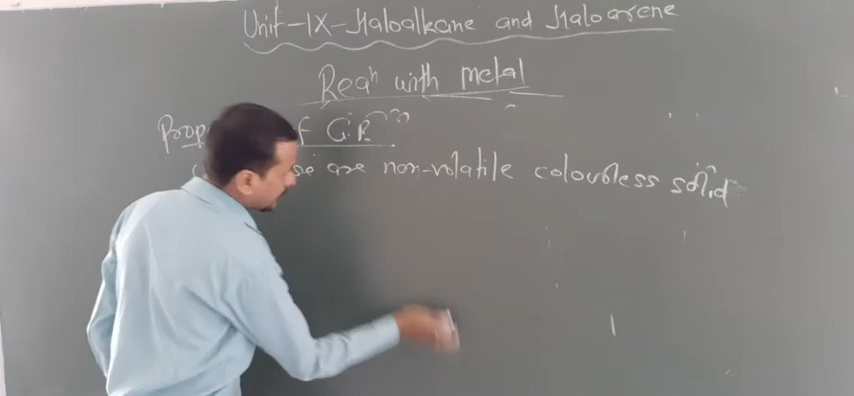 Unit-IX-Haloalkane and Haloarene
Reaⁿ with metal
Prop f G.R.
se are non-volatile colourless solid